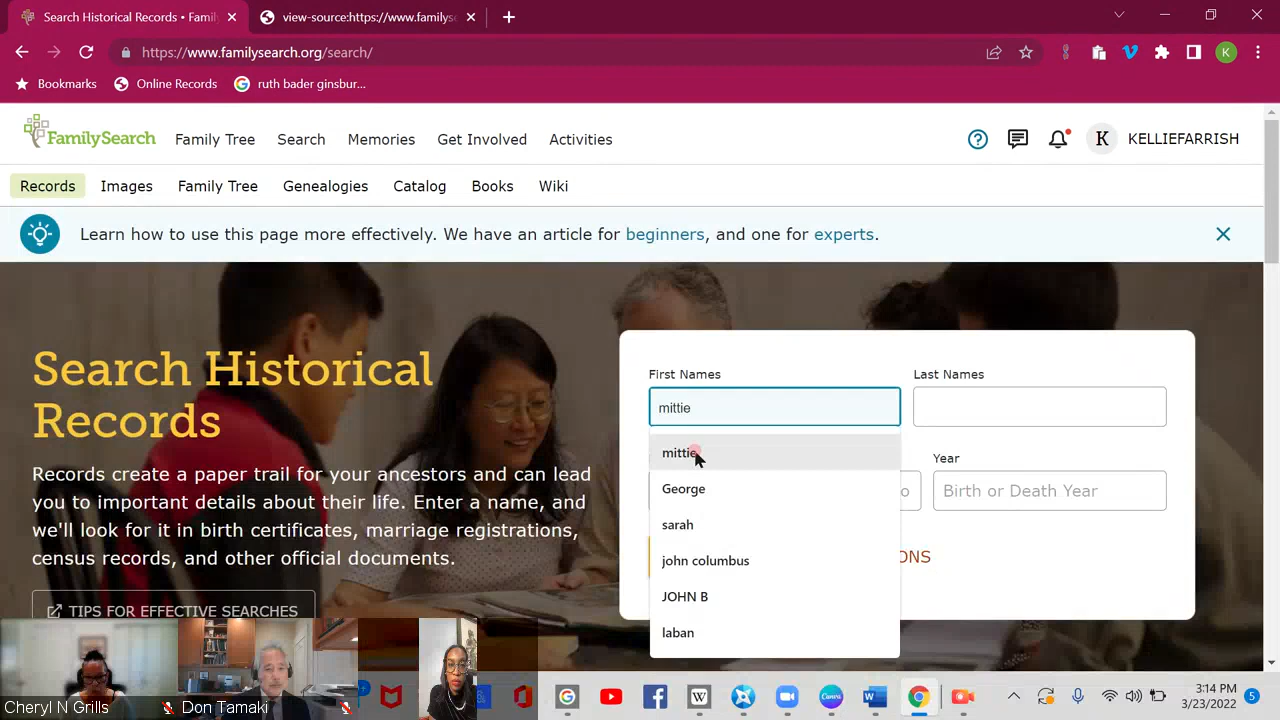 Search Historical Records • Famil
view-source:https://www.familyse
https://www.familysearch.org/search/
K
Bookmarks
Online Records
ruth bader ginsbur...
FamilySearch
Family Tree
Search
Memories
Get Involved
Activities
K
KELLIEFARRISH
Records
Images
Family Tree
Genealogies
Catalog
Books
Wiki
Learn how to use this page more effectively. We have an article for beginners, and one for experts.
Search Historical
Records
Records create a paper trail for your ancestors and can lead
you to important details about their life. Enter a name, and
we'll look for it in birth certificates, marriage registrations,
census records, and other official documents.
TIPS FOR EFFECTIVE SEARCHES
First Names
Last Names
mittie
mittie
George
sarah
john columbus
JOHN B
laban
Year
o
Birth or Death Year
ONS
Cheryl N Grills
Don Tamaki
3:14 PM
3/23/2022
5